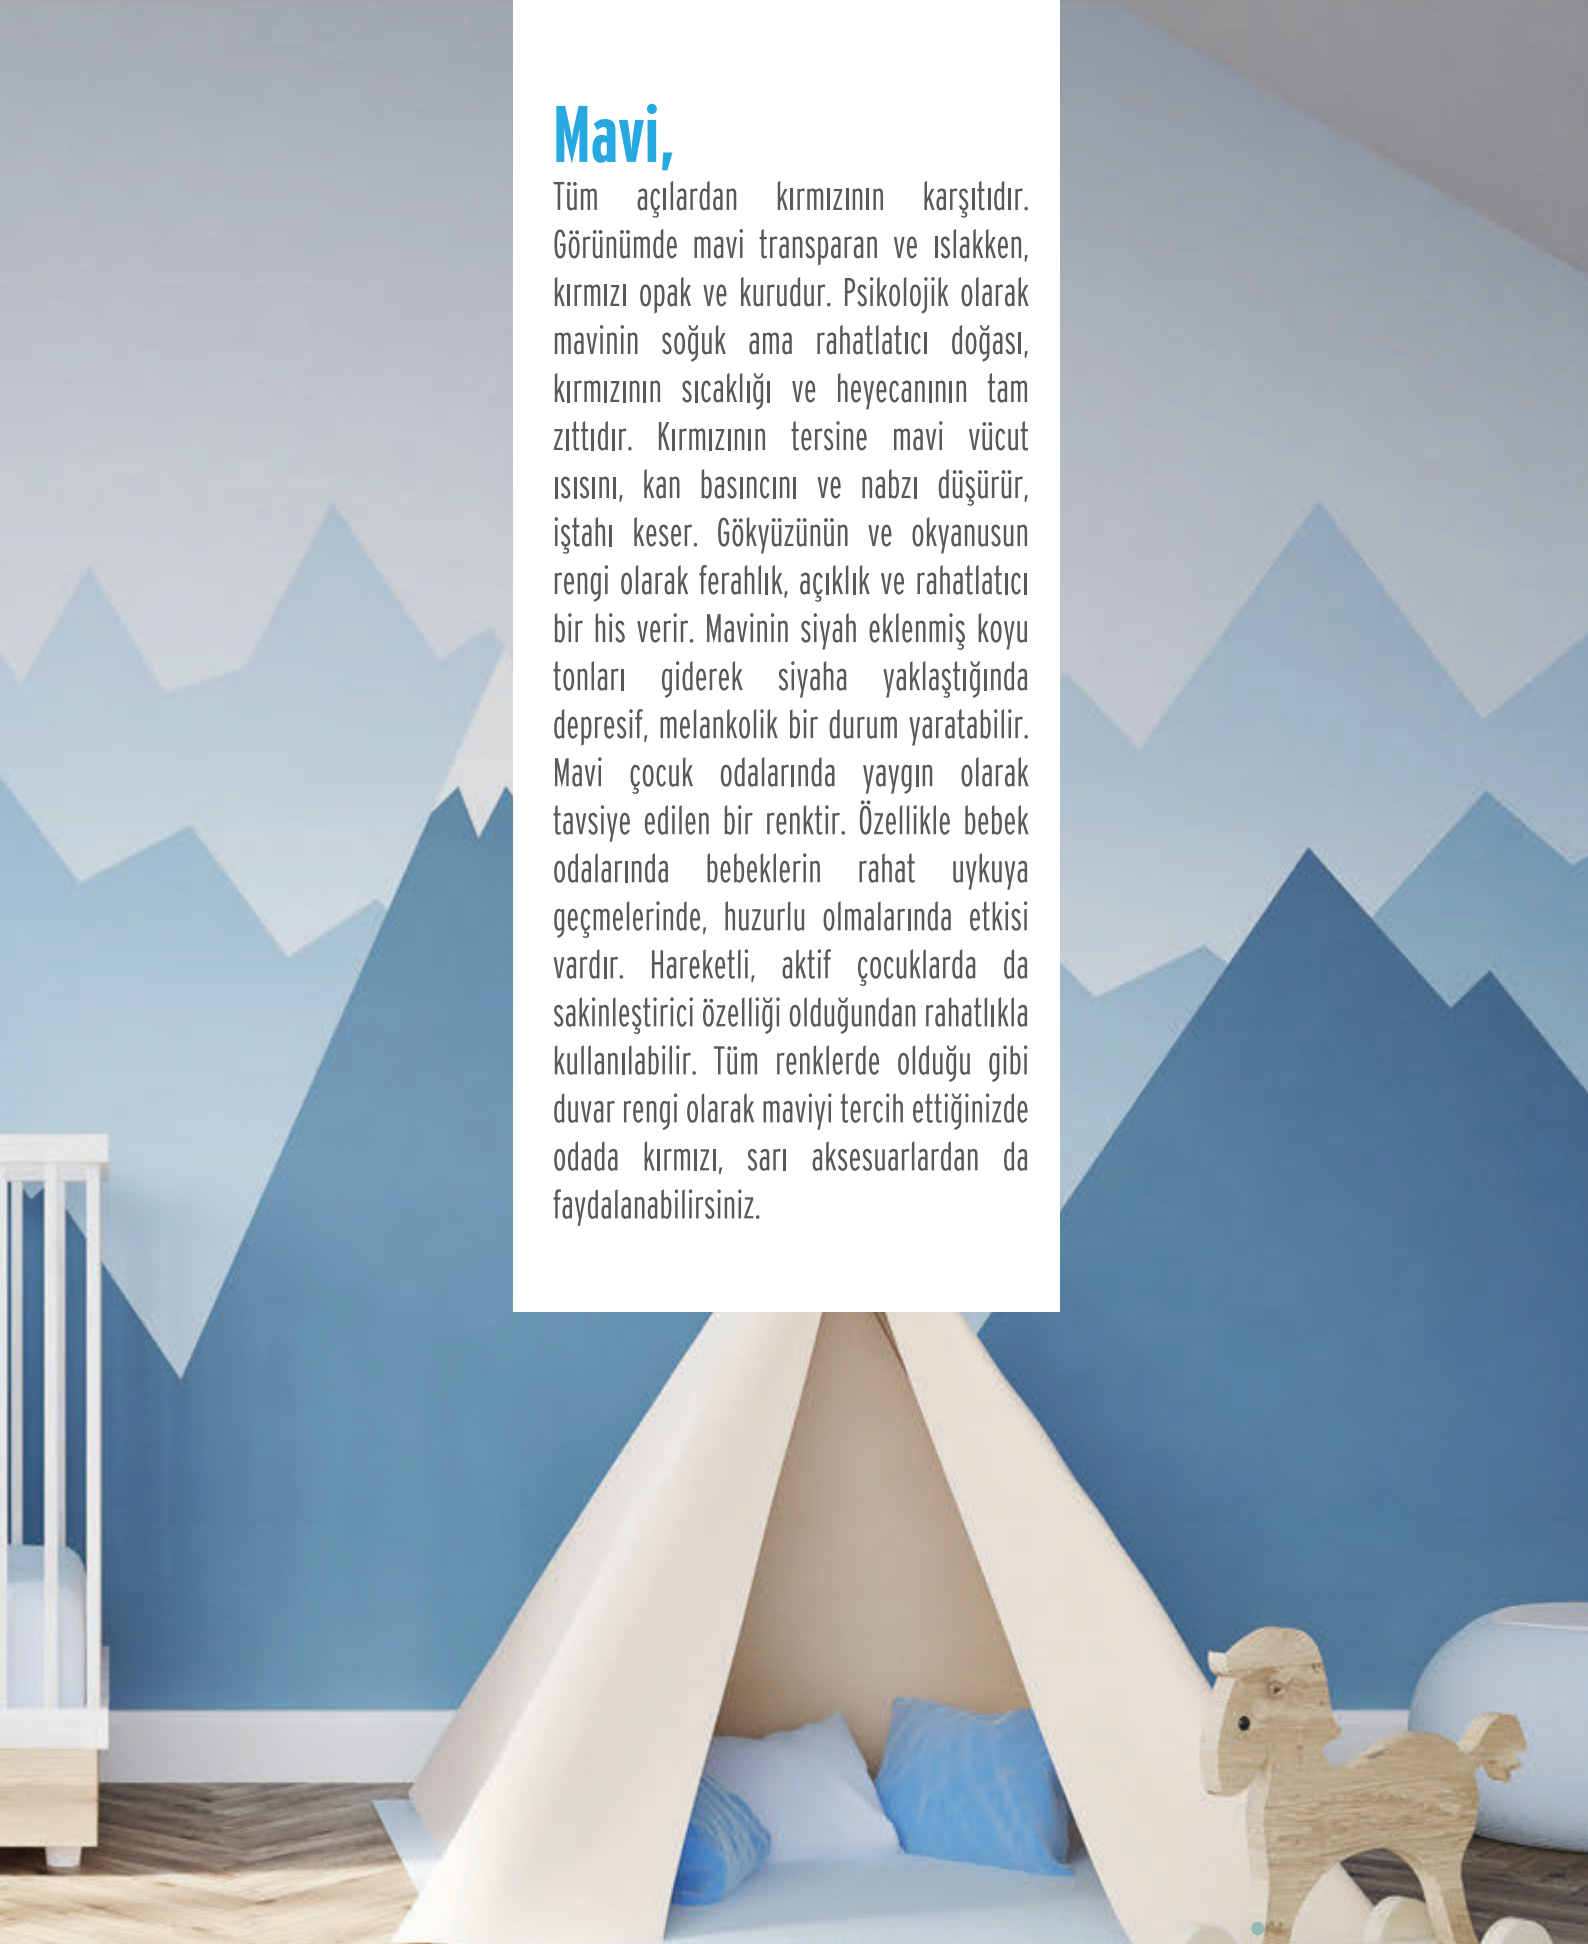 Mavi,
Tüm açılardan kırmızının karşıtıdır.
Görünümde mavi transparan ve ıslakken,
kırmızı opak ve kurudur. Psikolojik olarak
mavinin soğuk ama rahatlatıcı doğası,
kırmızının sıcaklığı ve heyecanının tam
zıttıdır. Kırmızının tersine mavi vücut
ısısını, kan basıncını ve nabzı düşürür,
iştahı keser. Gökyüzünün ve okyanusun
rengi olarak ferahlık, açıklık ve rahatlatıcı
bir his verir. Mavinin siyah eklenmiş koyu
tonları giderek siyaha yaklaştığında
depresif, melankolik bir durum yaratabilir.
Mavi çocuk odalarında yaygın olarak
tavsiye edilen bir renktir. Özellikle bebek
odalarında bebeklerin rahat uykuya
geçmelerinde, huzurlu olmalarında etkisi
vardır. Hareketli, aktif çocuklarda da
sakinleştirici özelliği olduğundan rahatlıkla
kullanılabilir. Tüm renklerde olduğu gibi
duvar rengi olarak maviyi tercih ettiğinizde
odada kırmızı, sarı aksesuarlardan da
faydalanabilirsiniz.